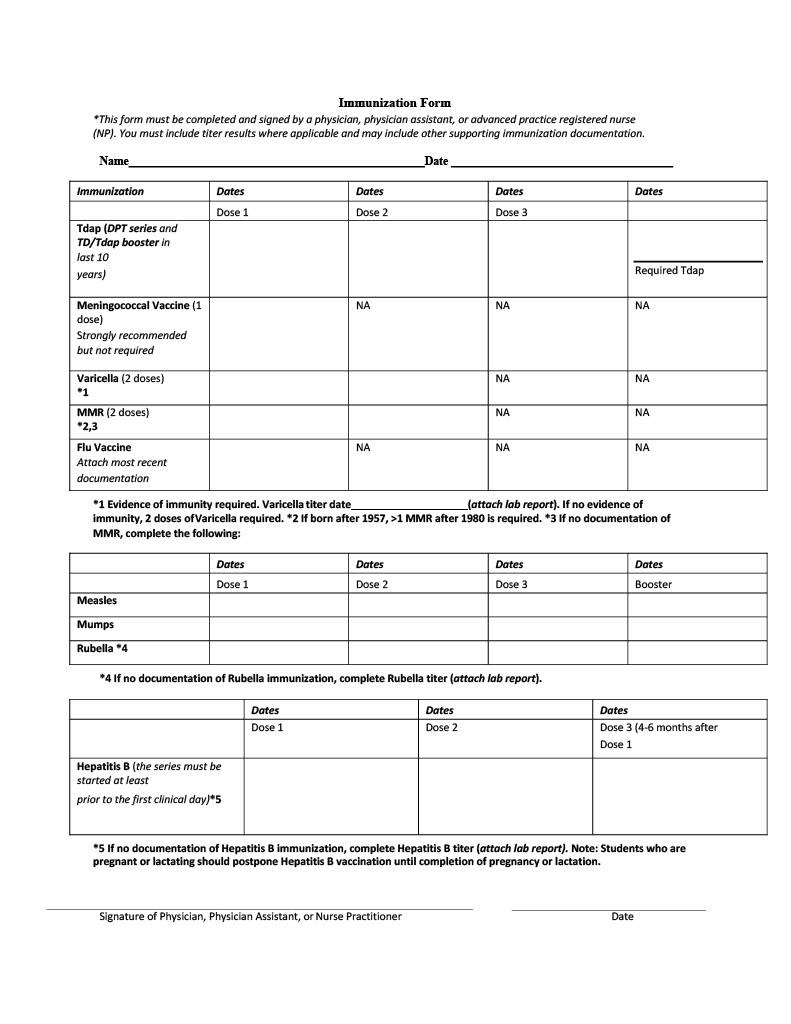 Immunization Form
*This form must be completed and signed by a physician, physician assistant, or advanced practice registered nurse
(NP). You must include titer results where applicable and may include other supporting immunization documentation.
Name Date
Immunization Dates Dates Dates Dates
Dose 1 Dose 2 Dose 3
Tdap (DPT series and
TD/Tdap booster in
last 10
years)
Required Tdap
Meningococcal Vaccine (1 NA NA NA
dose)
Strongly recommended
but not required
Varicella (2 doses) NA NA
*1
MMR (2 doses) NA NA
*2,3
Flu Vaccine NA NA NA
Attach most recent
documentation
*1 Evidence of immunity required. Varicella titer date____________________(attach lab report). If no evidence of
immunity, 2 doses of Varicella required. *2 If born after 1957, >1 MMR after 1980 is required. *3 If no documentation of
MMR, complete the following:
Dates Dates Dates Dates
Dose 1 Dose 2 Dose 3 Booster
Measles
Mumps
Rubella *4
*4 If no documentation of Rubella immunization, complete Rubella titer (attach lab report).
Dates Dates Dates
Dose 1 Dose 2 Dose 3 (4-6 months after
Dose 1
Hepatitis B (the series must be
started at least
prior to the first clinical day)*5
*5 If no documentation of Hepatitis B immunization, complete Hepatitis B titer (attach lab report). Note: Students who are
pregnant or lactating should postpone Hepatitis B vaccination until completion of pregnancy or lactation.
Signature of Physician, Physician Assistant, or Nurse Practitioner Date